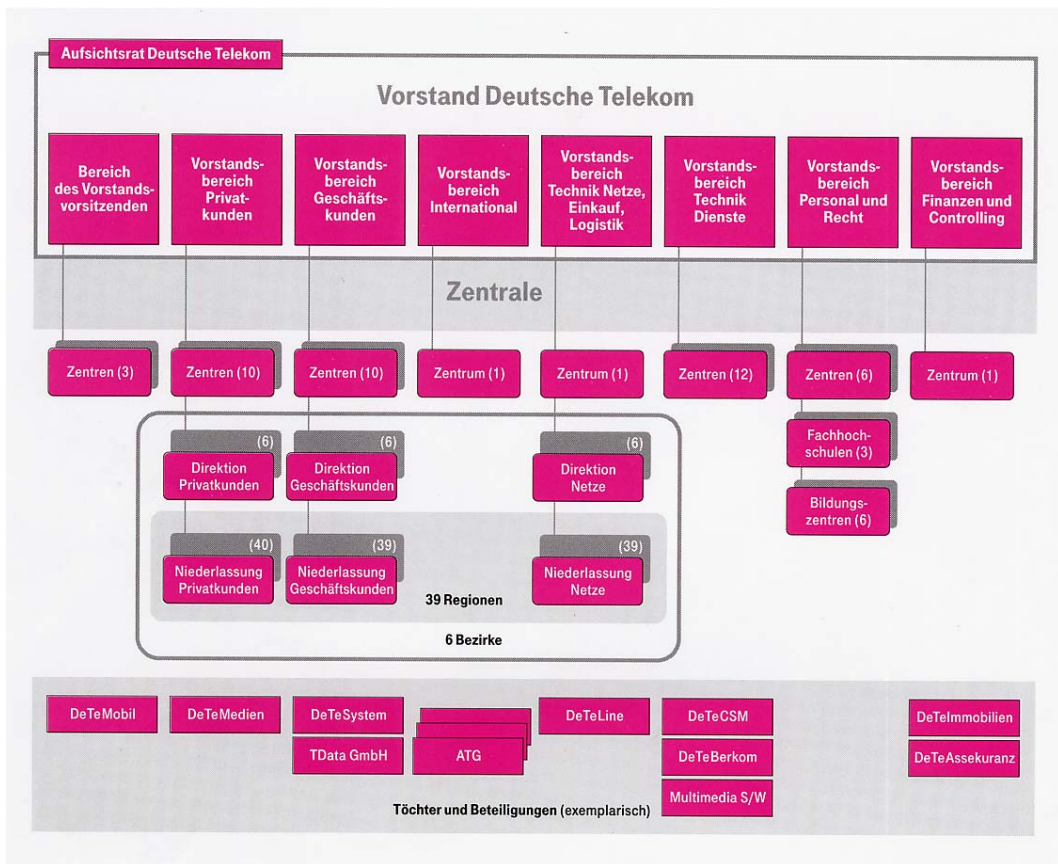 Aufsichtsrat Deutsche Telekom
Vorstand Deutsche Telekom
Bereich
des Vorstands-
vorsitzenden
Vorstands-
bereich
Privat-
kunden
Vorstands-
bereich
Geschäfts-
kunden
Vorstands-
bereich
International
Vorstands-
bereich
Technik Netze,
Einkauf,
Logistik
Vorstands-
bereich
Technik
Dienste
Vorstands-
bereich
Personal und
Recht
Vorstands-
bereich
Finanzen und
Controlling
Zentrale
Zentren (3)
Zentren (10)
Zentren (10)
Zentrum (1)
Zentrum (1)
Zentren (12)
Zentren (6)
Zentrum (1)
(6)
Direktion
Privatkunden
(6)
Direktion
Geschäftskunden
(6)
Direktion
Netze
Fachhoch-
schulen (3)
Bildungs-
zentren (6)
(40)
Niederlassung
Privatkunden
(39)
Niederlassung
Geschäftskunden
(39)
Niederlassung
Netze
39 Regionen
6 Bezirke
DeTeMobil
DeTeMedien
DeTeSystem
TData GmbH
ATG
DeTeLine
DeTeCSM
DeTeBerkom
Multimedia S/W
DeTeImmobilien
DeTeAssekuranz
Töchter und Beteiligungen (exemplarisch)